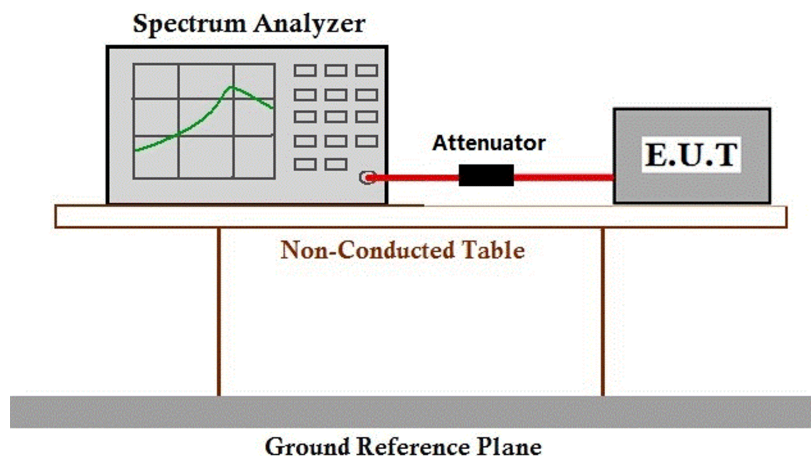 Spectrum Analyzer
Attenuator
E.U.T
Non-Conducted Table
Ground Reference Plane